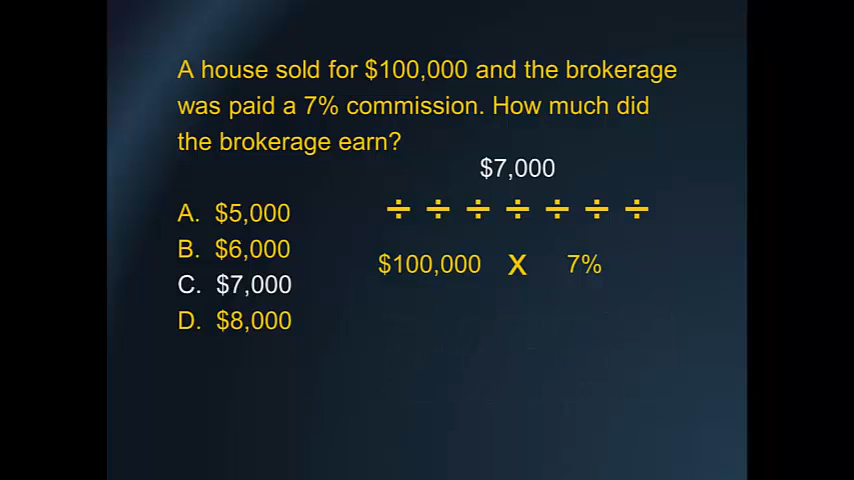 A house sold for $100,000 and the brokerage
was paid a 7% commission. How much did
the brokerage earn?
$7,000
A. $5,000
÷ ÷ ÷ ÷ ÷ ÷ ÷
B. $6,000
$100,000 X 7%
C. $7,000
D. $8,000